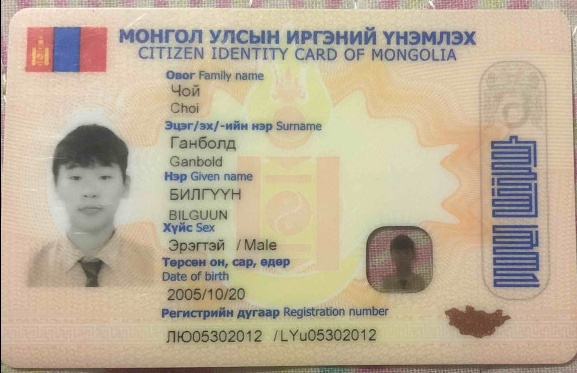 МОНГОЛ УЛСЫН ИРГЭНИЙ ҮНЭМЛЭХ
CITIZEN IDENTITY CARD OF MONGOLIA
Овог Family name
Чой
Choi
Эцэг/эх/-ийн нэр Surname
Ганболд
Ganbold
Нэр Given name
БИЛГҮҮН
BILGUUN
Хүйс Sex
Эрэгтэй / Male
Төрсөн он, сар, өдөр
Date of birth
2005/10/20
Регистрийн дугаар Registration number
ЛЮ05302012 / LYu05302012